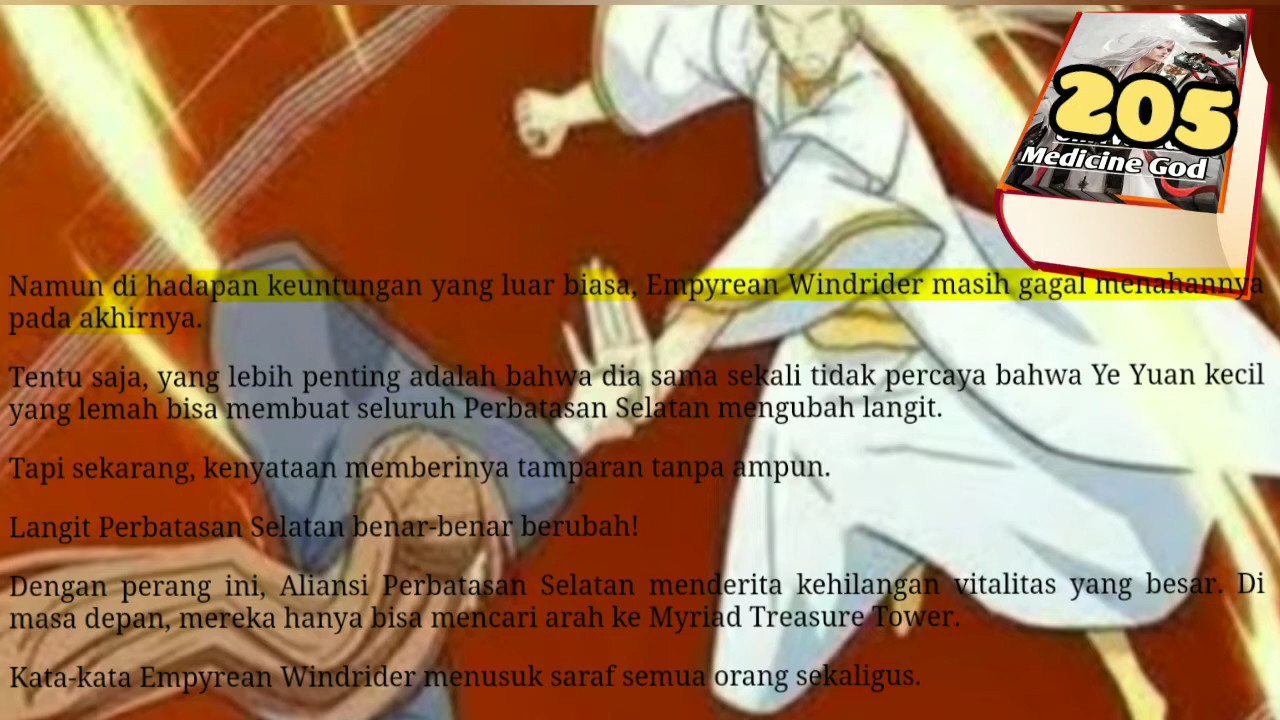 205
Medicine God
Namun di hadapan keuntungan yang luar biasa, Empyrean Windrider masih gagal menahannya
pada akhirnya.
Tentu saja, yang lebih penting adalah bahwa dia sama sekali tidak percaya bahwa Ye Yuan kecil
yang lemah bisa membuat seluruh Perbatasan Selatan mengubah langit.
Tapi sekarang, kenyataan memberinya tamparan tanpa ampun.
Langit Perbatasan Selatan benar-benar berubah!
Dengan perang ini, Aliansi Perbatasan Selatan menderita kehilangan vitalitas yang besar. Di
masa depan, mereka hanya bisa mencari arah ke Myriad Treasure Tower.
Kata-kata Empyrean Windrider menusuk saraf semua orang sekaligus.